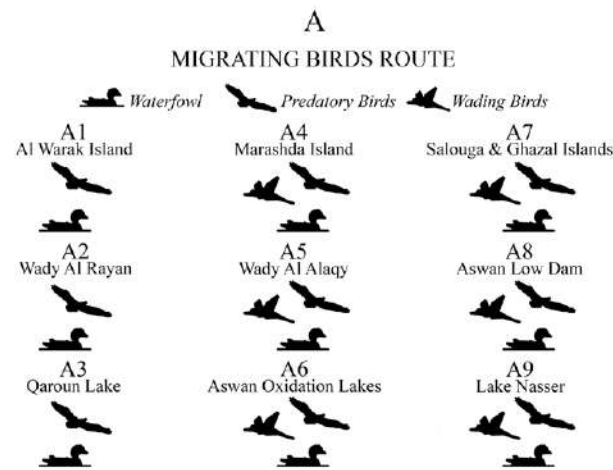 A
MIGRATING BIRDS ROUTE
Waterfowl Predatory Birds Wading Birds
A1 A4 A7
Al Warak Island Marashda Island Salouga & Ghazal Islands
A2 A5 A8
Wady Al Rayan Wady Al Alaqy Aswan Low Dam
A3 A6 A9
Qaroun Lake Aswan Oxidation Lakes Lake Nasser